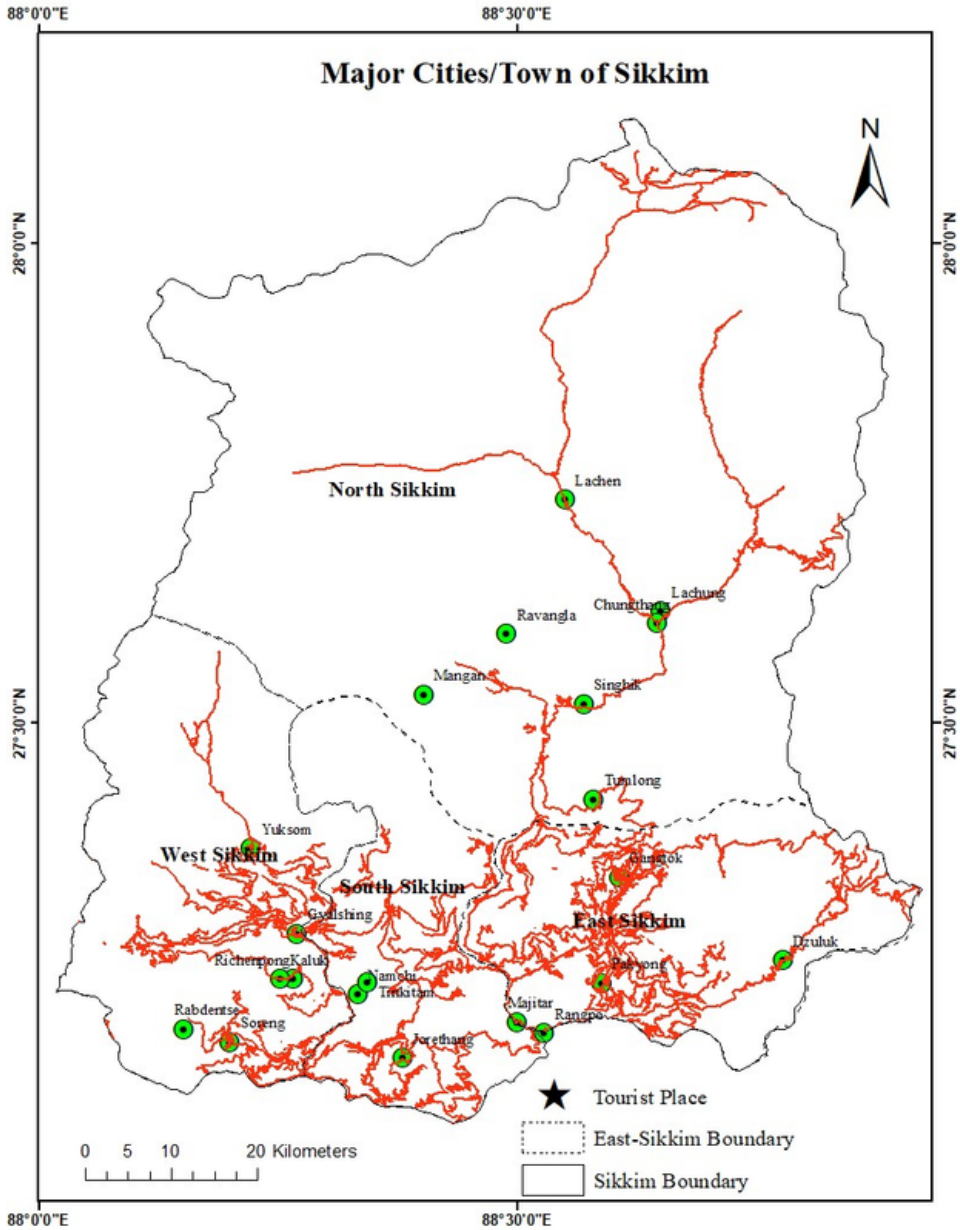 88°0'0"E
88°30'0"E
Major Cities/Town of Sikkim
N
28°0'0"N
28°0'0"N
Lachen
North Sikkim
Lachung
Chungthang
Ravangla
Mangan
Singhik
27°30'0"N
27°30'0"N
Tumlong
Yuksom
West Sikkim
Gangtok
South Sikkim
Gyalshing
East Sikkim
Dzuluk
Richenpong
Kaluk
Pakyong
Namchi
Trikitam
Rabdentse
Majitar
Soreng
Rangpo
Jorethang
Tourist Place
East-Sikkim Boundary
Sikkim Boundary
0 5 10 20 Kilometers
88°0'0"E
88°30'0"E